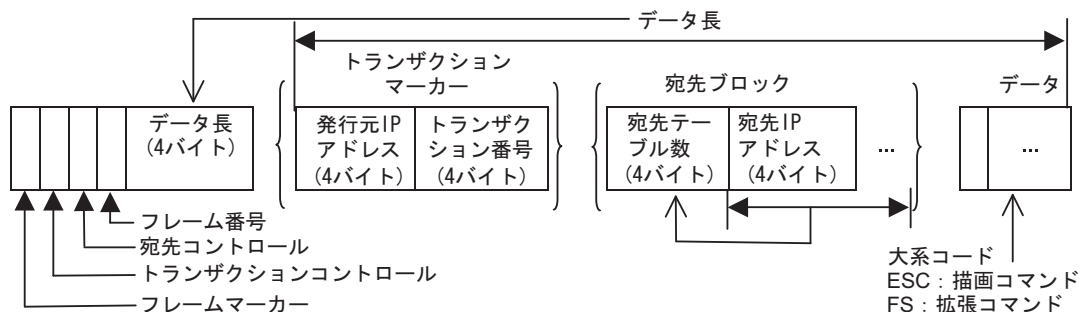 データ長
トランザクション
マーカー
宛先ブロック
データ
データ長
(4バイト)
発行元IP
アドレス
(4バイト)
トランザク
ション番号
(4バイト)
宛先テー
ブル数
(4バイト)
宛先IP
アドレス
(4バイト)
...
...
フレーム番号
宛先コントロール
トランザクションコントロール
フレームマーカー
大系コード
ESC：描画コマンド
FS：拡張コマンド